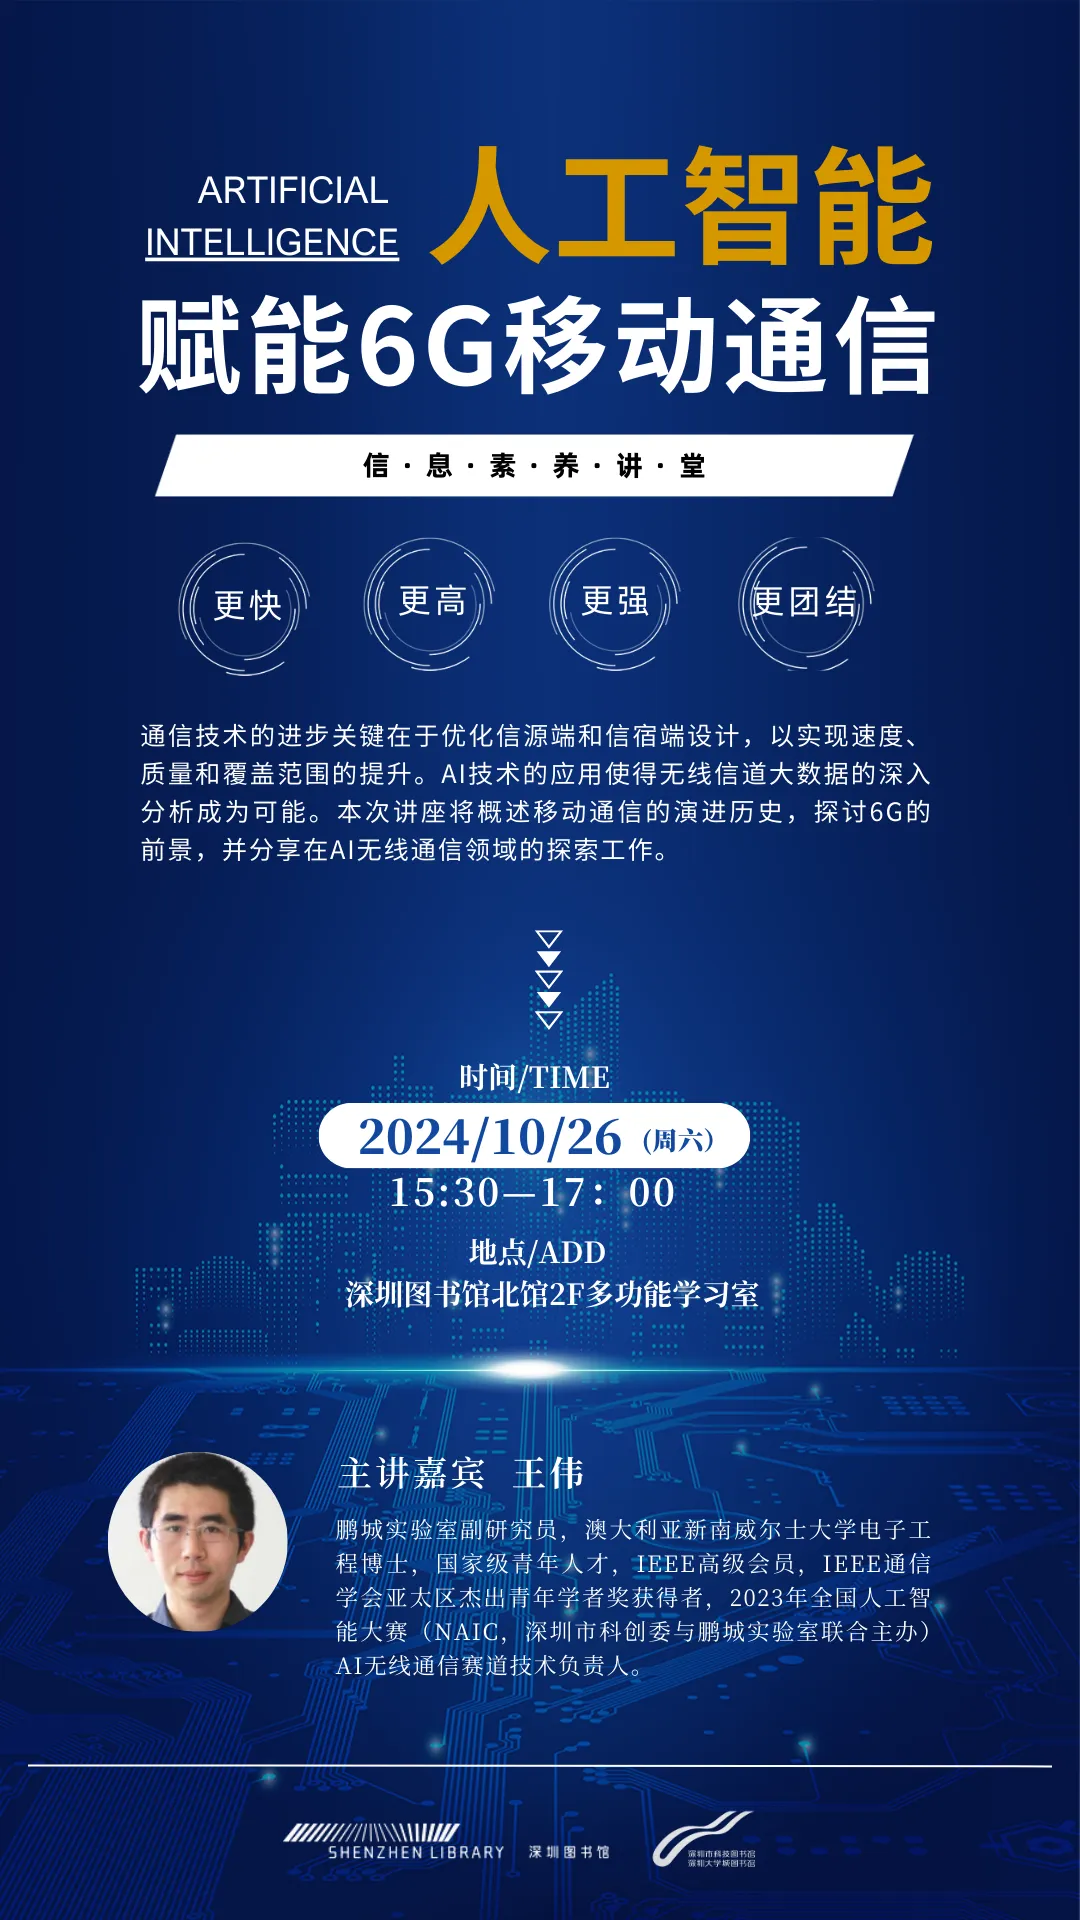 ARTIFICIAL
INTELLIGENCE
人工智能
赋能6G移动通信
信·息·素·养·讲·堂
更快
更高
更强
更团结
通信技术的进步关键在于优化信源端和信宿端设计，以实现速度、
质量和覆盖范围的提升。AI技术的应用使得无线信道大数据的深入
分析成为可能。本次讲座将概述移动通信的演进历史，探讨6G的
前景，并分享在AI无线通信领域的探索工作。
时间/TIME
2024/10/26（周六）
15:30—17：00
地点/ADD
深圳图书馆北馆2F多功能学习室
主讲嘉宾 王伟
鹏城实验室副研究员，澳大利亚新南威尔士大学电子工
程博士，国家级青年人才，IEEE高级会员，IEEE通信
学会亚太区杰出青年学者奖获得者，2023年全国人工智
能大赛（NAIC，深圳市科创委与鹏城实验室联合主办）
AI无线通信赛道技术负责人。
SHENZHEN LIBRARY 深圳图书馆
深圳市科技图书馆
深圳大学城图书馆